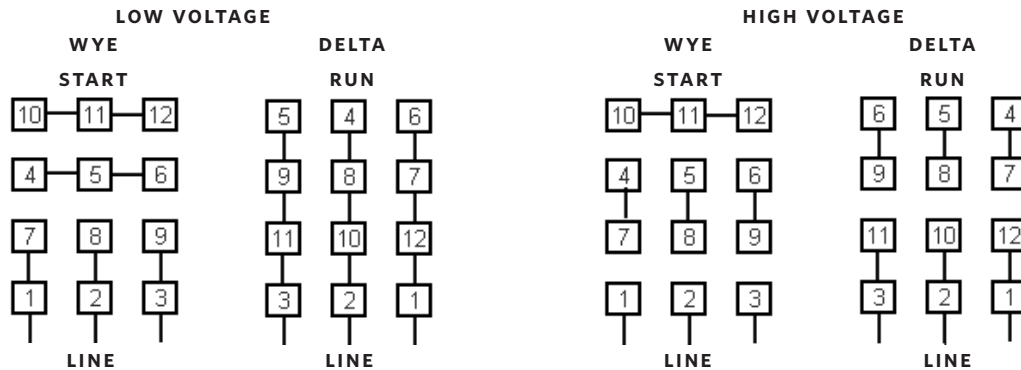 LOW VOLTAGE HIGH VOLTAGE
WYE DELTA WYE DELTA
START RUN START RUN
10 11 12 5 4 6 10 11 12 6 5 4
4 5 6 9 8 7 4 5 6 9 8 7
7 8 9 11 10 12 7 8 9 11 10 12
1 2 3 3 2 1 1 2 3 3 2 1
LINE LINE LINE LINE